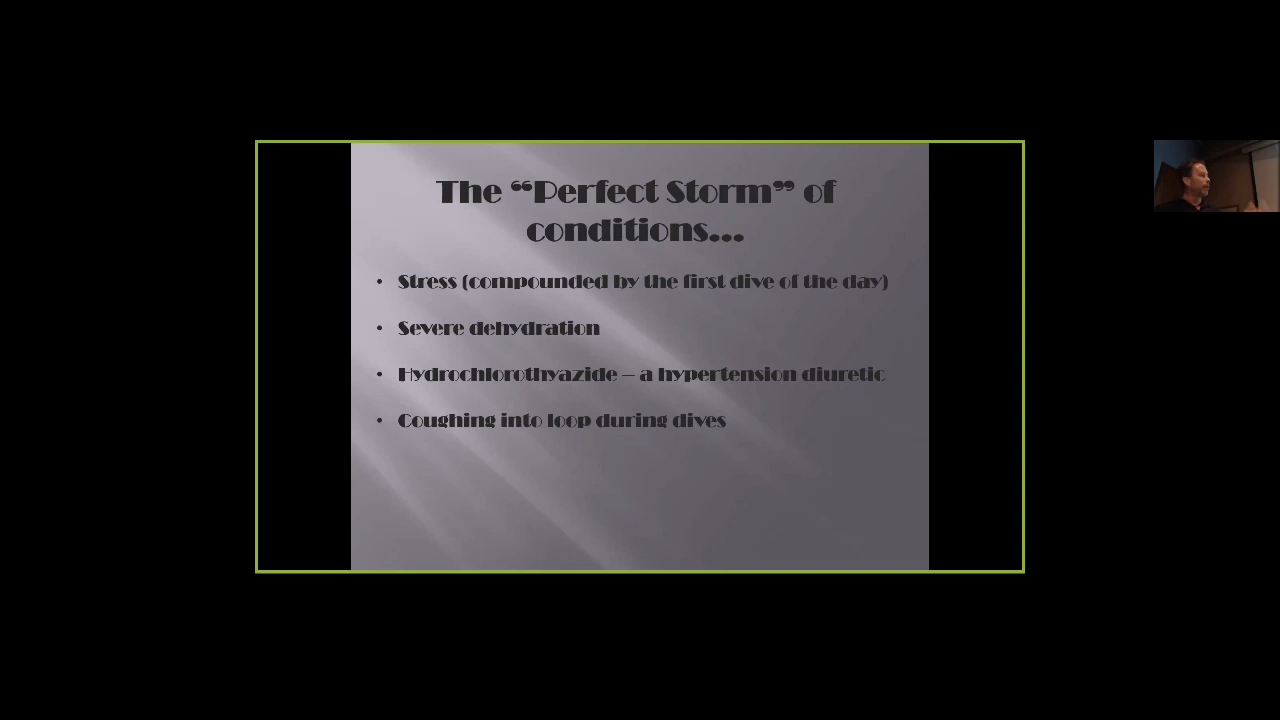 The “Perfect Storm” of
conditions...
• Stress (compounded by the first dive of the day)
• Severe dehydration
• Hydrochlorothyazide – a hypertension diuretic
• Coughing into loop during dives